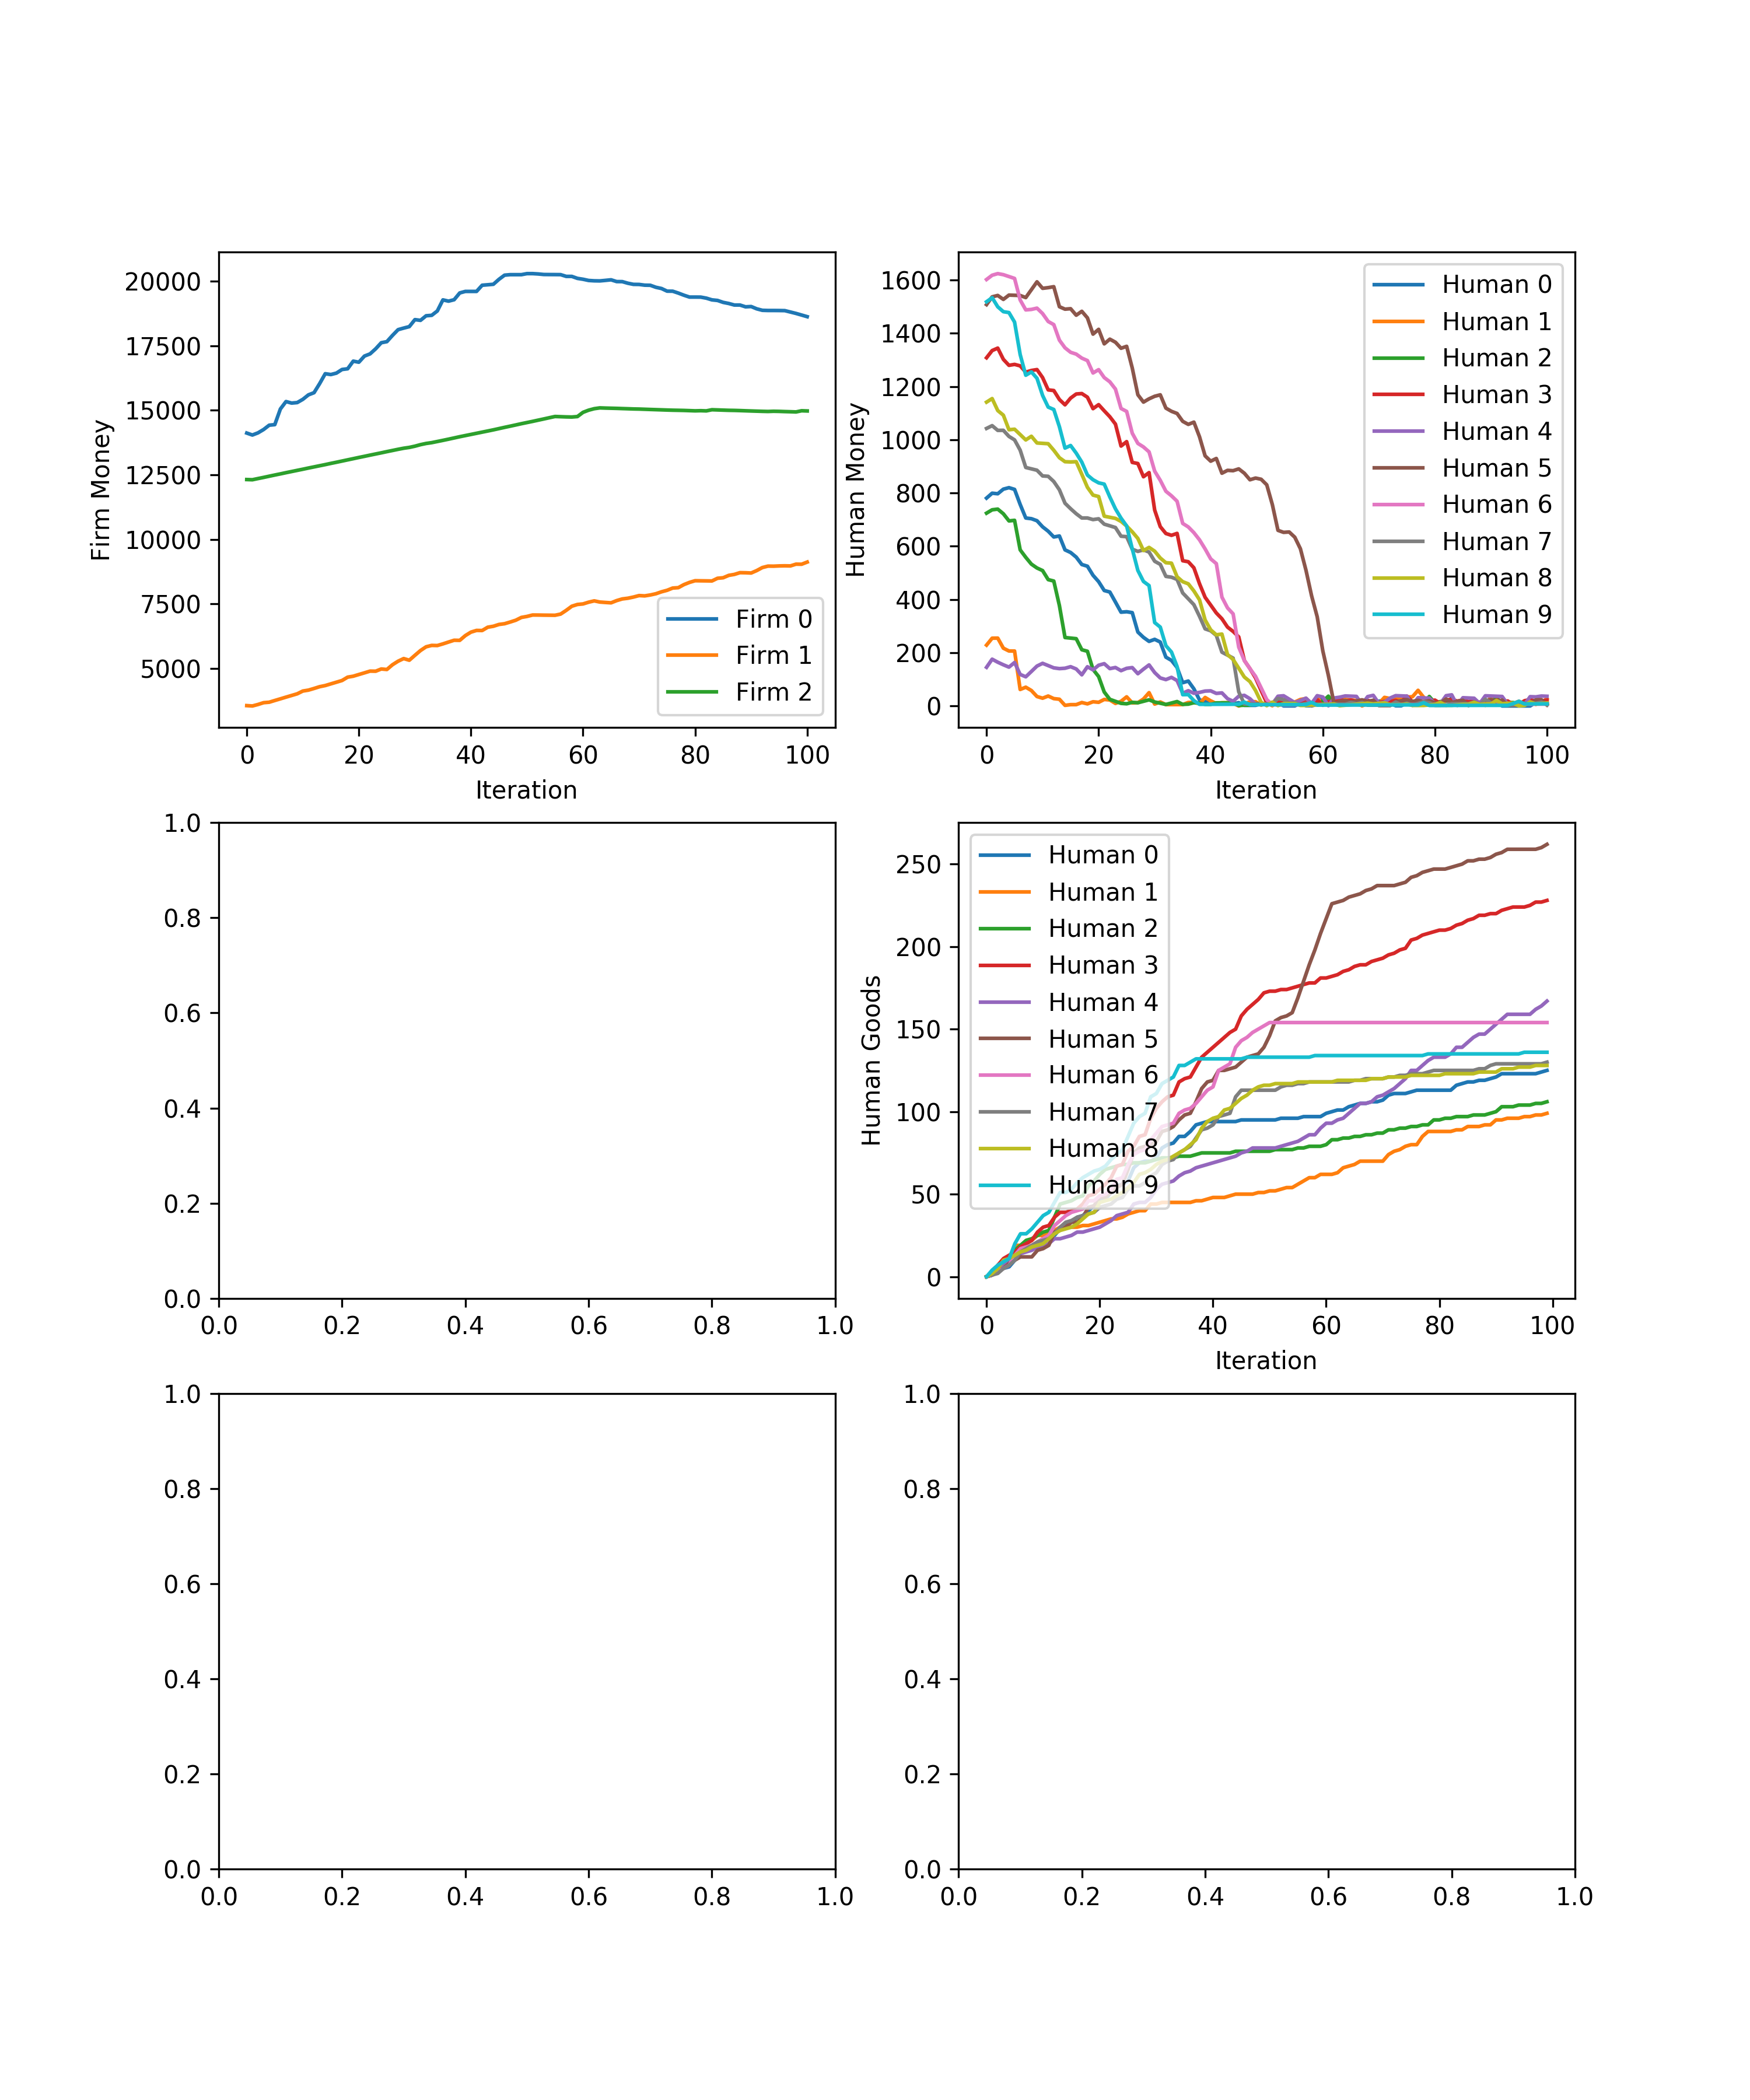 20000
17500
15000
12500
10000
7500
5000
Firm Money
Firm 0
Firm 1
Firm 2
0 20 40 60 80 100
Iteration
1600
1400
1200
1000
800
600
400
200
0
Human Money
Human 0
Human 1
Human 2
Human 3
Human 4
Human 5
Human 6
Human 7
Human 8
Human 9
0 20 40 60 80 100
Iteration
1.0
0.8
0.6
0.4
0.2
0.0
0.0 0.2 0.4 0.6 0.8 1.0
250
200
150
100
50
0
Human Goods
Human 0
Human 1
Human 2
Human 3
Human 4
Human 5
Human 6
Human 7
Human 8
Human 9
0 20 40 60 80 100
Iteration
1.0
0.8
0.6
0.4
0.2
0.0
0.0 0.2 0.4 0.6 0.8 1.0
1.0
0.8
0.6
0.4
0.2
0.0
0.0 0.2 0.4 0.6 0.8 1.0